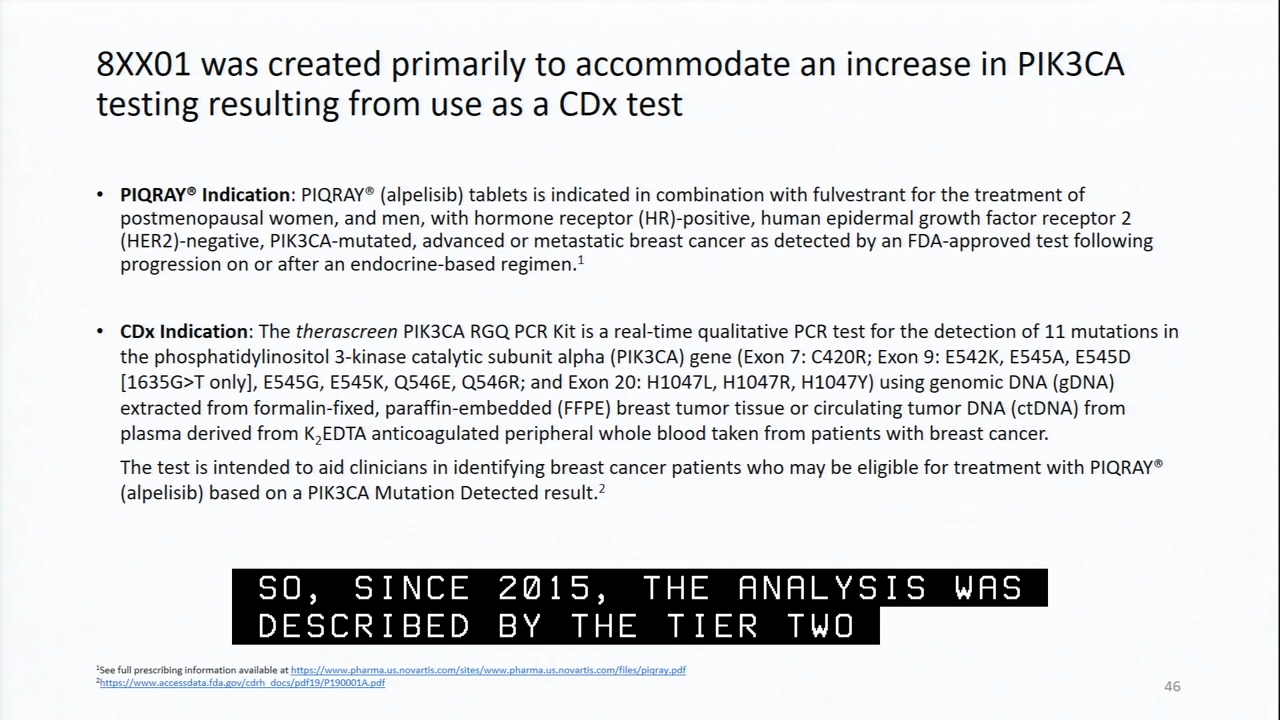 8XX01 was created primarily to accommodate an increase in PIK3CA
testing resulting from use as a CDx test
• PIQRAY® Indication: PIQRAY® (alpelisib) tablets is indicated in combination with fulvestrant for the treatment of
postmenopausal women, and men, with hormone receptor (HR)-positive, human epidermal growth factor receptor 2
(HER2)-negative, PIK3CA-mutated, advanced or metastatic breast cancer as detected by an FDA-approved test following
progression on or after an endocrine-based regimen.1
• CDx Indication: The therascreen PIK3CA RGQ PCR Kit is a real-time qualitative PCR test for the detection of 11 mutations in
the phosphatidylinositol 3-kinase catalytic subunit alpha (PIK3CA) gene (Exon 7: C420R; Exon 9: E542K, E545A, E545D
[1635G>T only], E545G, E545K, Q546E, Q546R; and Exon 20: H1047L, H1047R, H1047Y) using genomic DNA (gDNA)
extracted from formalin-fixed, paraffin-embedded (FFPE) breast tumor tissue or circulating tumor DNA (ctDNA) from
plasma derived from K2EDTA anticoagulated peripheral whole blood taken from patients with breast cancer.
The test is intended to aid clinicians in identifying breast cancer patients who may be eligible for treatment with PIQRAY®
(alpelisib) based on a PIK3CA Mutation Detected result.2
SO, SINCE 2015, THE ANALYSIS WAS
DESCRIBED BY THE TIER TWO
1See full prescribing information available at https://www.pharma.us.novartis.com/sites/www.pharma.us.novartis.com/files/piqray.pdf
2https://www.accessdata.fda.gov/cdrh_docs/pdf19/P190001A.pdf
46